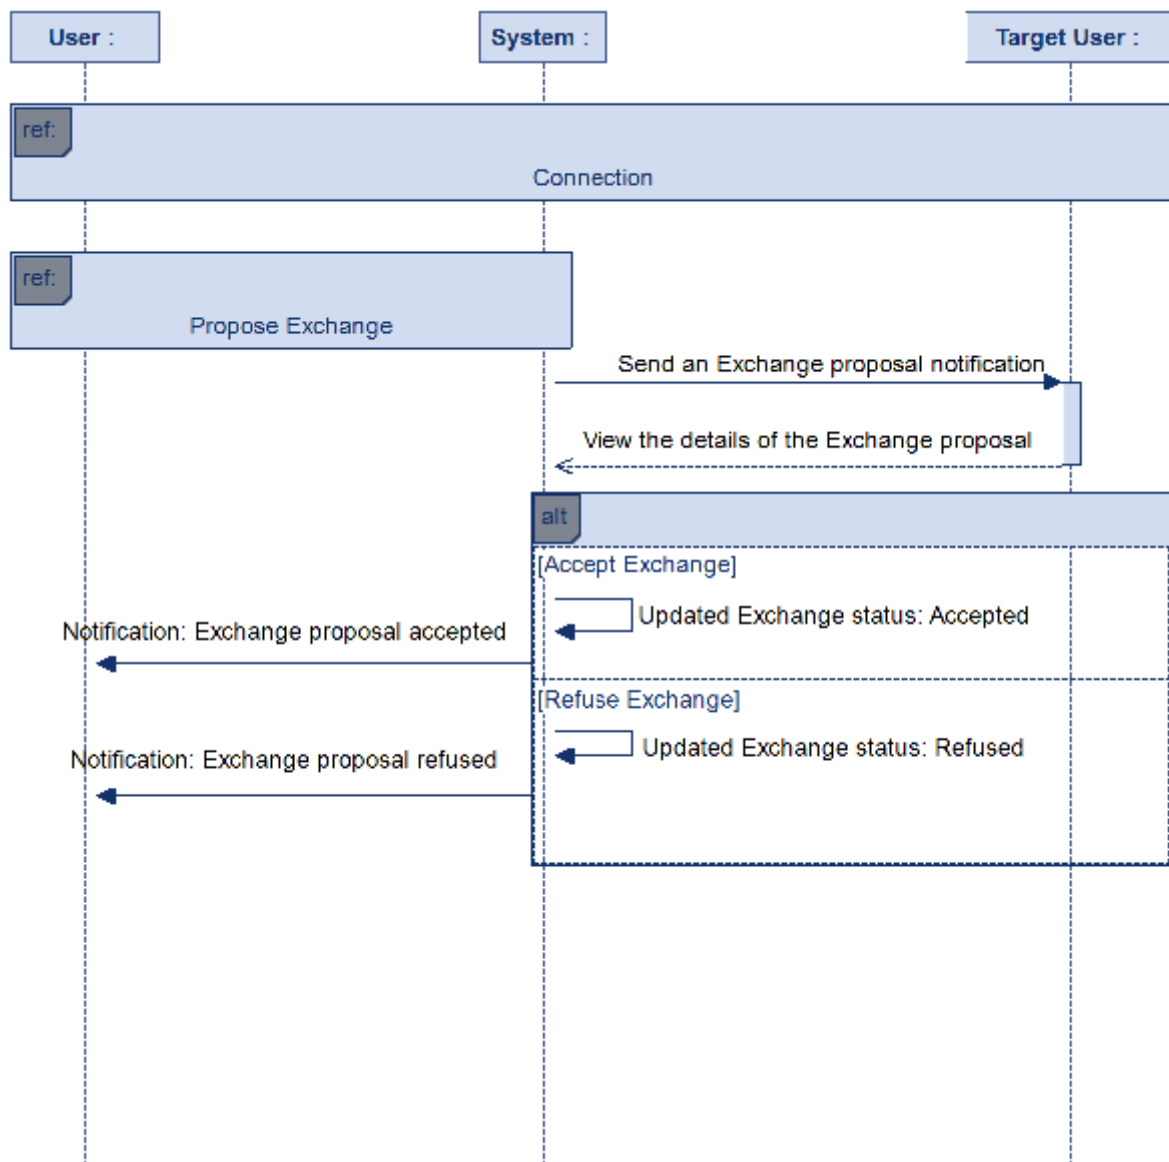 User :
System :
Target User :
ref:
Connection
ref:
Propose Exchange
Send an Exchange proposal notification
View the details of the Exchange proposal
alt
[Accept Exchange]
Updated Exchange status: Accepted
Notification: Exchange proposal accepted
[Refuse Exchange]
Updated Exchange status: Refused
Notification: Exchange proposal refused